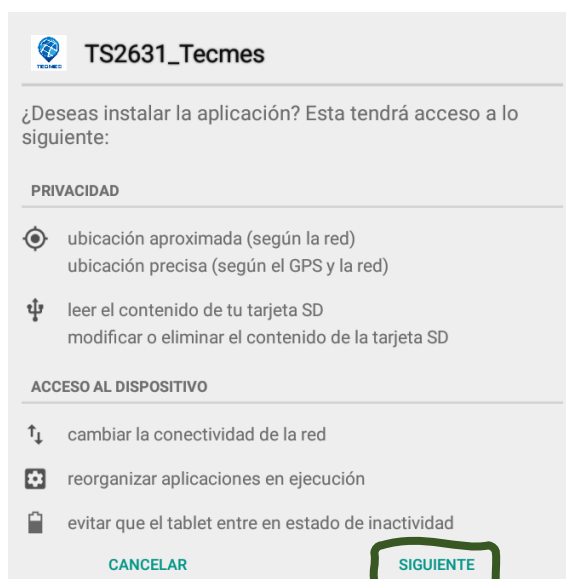 TECMES
TS2631_Tecmes
¿Deseas instalar la aplicación? Esta tendrá acceso a lo
siguiente:
PRIVACIDAD
ubicación aproximada (según la red)
ubicación precisa (según el GPS y la red)
leer el contenido de tu tarjeta SD
modificar o eliminar el contenido de la tarjeta SD
ACCESO AL DISPOSITIVO
cambiar la conectividad de la red
reorganizar aplicaciones en ejecución
evitar que el tablet entre en estado de inactividad
CANCELAR SIGUIENTE